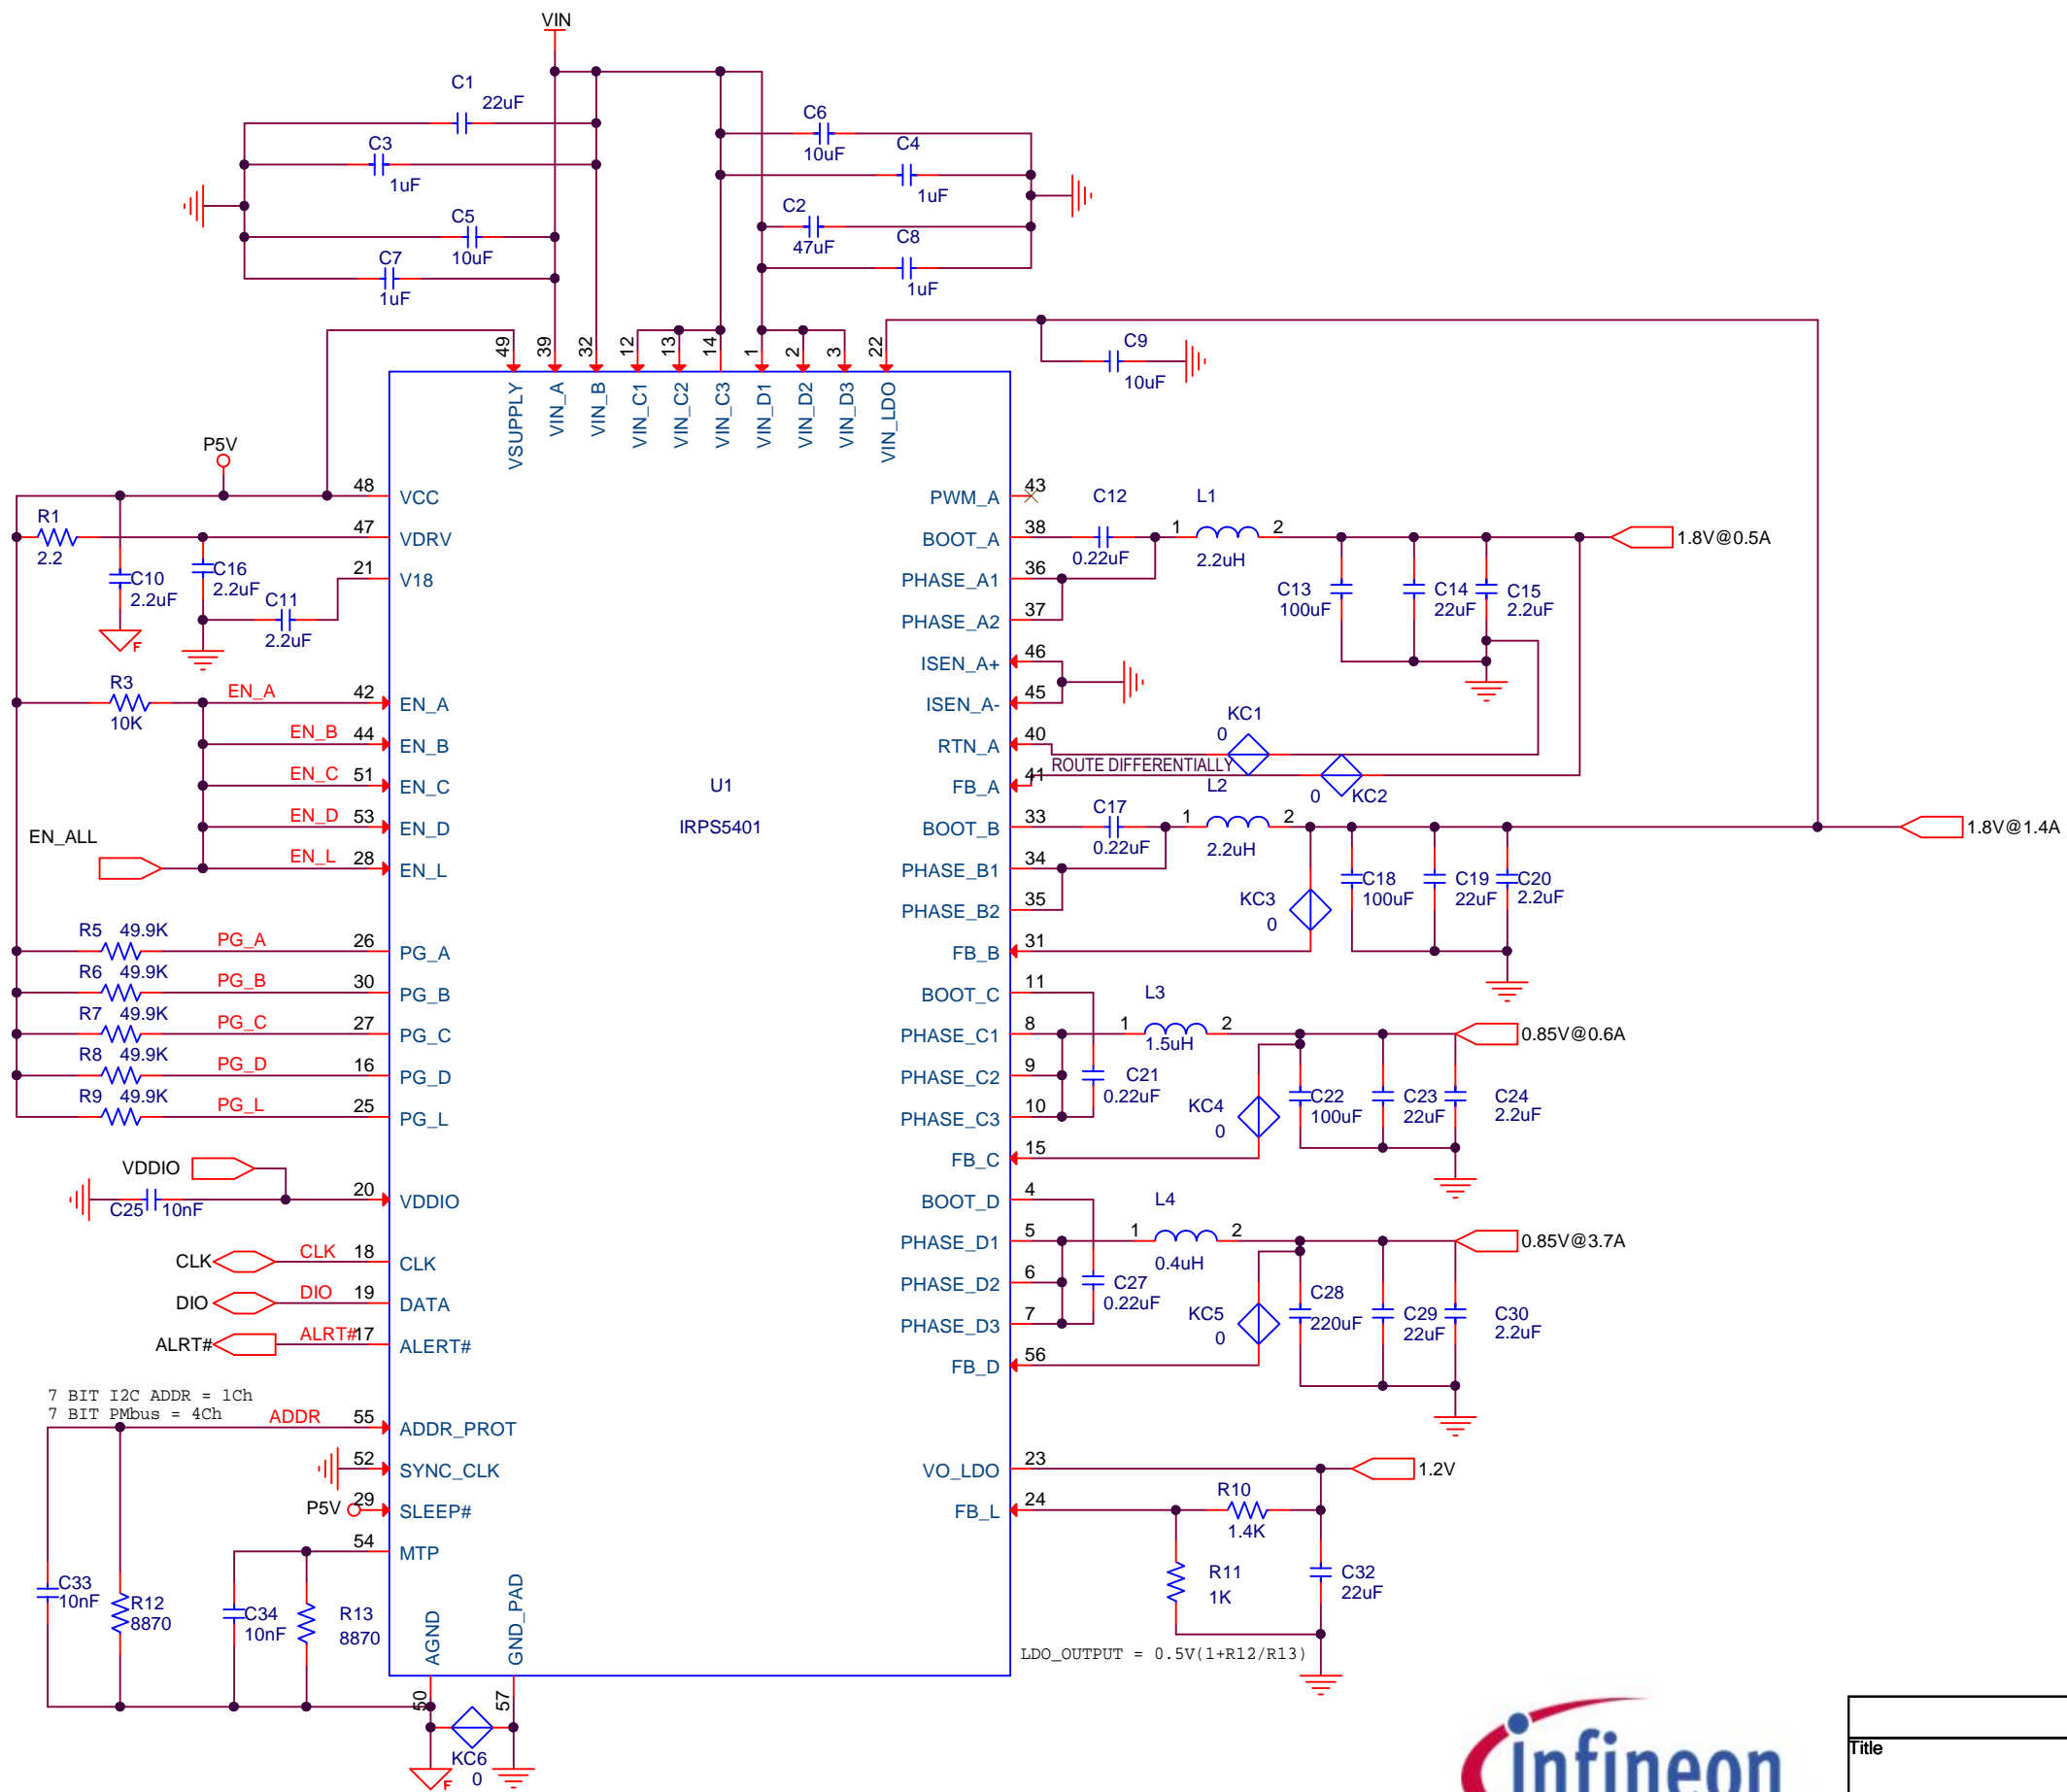 VIN
C1
22uF
C3
1uF
C5
10uF
C7
1uF
C6
10uF
C4
1uF
C2
47uF
C8
1uF
C9
10uF
49
39
32
12
13
14
1
2
3
22
VSUPPLY
VIN_A
VIN_B
VIN_C1
VIN_C2
VIN_C3
VIN_D1
VIN_D2
VIN_D3
VIN_LDO
P5V
R1
2.2
C10
2.2uF
C16
2.2uF
C11
2.2uF
48 VCC
47 VDRV
21 V18
R3
10K
EN_A 42 EN_A
EN_B 44 EN_B
EN_C 51 EN_C
EN_D 53 EN_D
EN_ALL
EN_L 28 EN_L
R5 49.9K PG_A 26 PG_A
R6 49.9K PG_B 30 PG_B
R7 49.9K PG_C 27 PG_C
R8 49.9K PG_D 16 PG_D
R9 49.9K PG_L 25 PG_L
VDDIO
C25 10nF
20 VDDIO
CLK CLK 18 CLK
DIO DIO 19 DATA
ALRT# ALRT# 17 ALERT#
7 BIT I2C ADDR = 1Ch
7 BIT PMbus = 4Ch
ADDR 55 ADDR_PROT
52 SYNC_CLK
P5V 29 SLEEP#
54 MTP
C33
10nF
R12
8870
C34
10nF
R13
8870
AGND
GND_PAD
50
57
KC6
0
F
F
U1
IRPS5401
PWM_A 43
BOOT_A 38
PHASE_A1 36
PHASE_A2 37
ISEN_A+ 46
ISEN_A- 45
RTN_A 40
FB_A 41
BOOT_B 33
PHASE_B1 34
PHASE_B2 35
FB_B 31
BOOT_C 11
PHASE_C1 8
PHASE_C2 9
PHASE_C3 10
FB_C 15
BOOT_D 4
PHASE_D1 5
PHASE_D2 6
PHASE_D3 7
FB_D 56
VO_LDO 23
FB_L 24
C12
0.22uF
L1
1 2
2.2uH
C13
100uF
C14
22uF
C15
2.2uF
1.8V@0.5A
KC1
0
ROUTE DIFFERENTIALLY
0 KC2
C17
0.22uF
L2
1 2
2.2uH
KC3
0
C18
100uF
C19
22uF
C20
2.2uF
1.8V@1.4A
L3
1 2
1.5uH
C21
0.22uF
KC4
0
C22
100uF
C23
22uF
C24
2.2uF
0.85V@0.6A
L4
1 2
0.4uH
C27
0.22uF
KC5
0
C28
220uF
C29
22uF
C30
2.2uF
0.85V@3.7A
1.2V
R10
1.4K
R11
1K
C32
22uF
LDO_OUTPUT = 0.5V(1+R12/R13)
infineon
Title